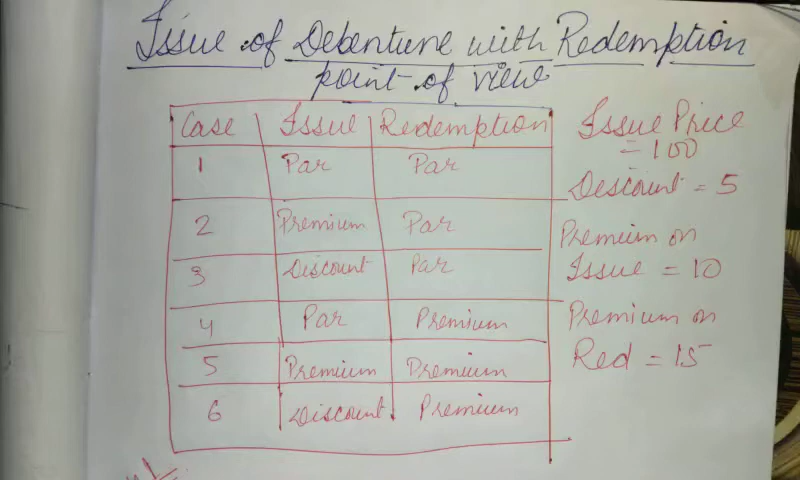 Issue of Debenture with Redemption
point of view
Case Issue Redemption
1 Par Par
2 Premium Par
3 Discount Par
4 Par Premium
5 Premium Premium
6 Discount Premium
Issue Price
= 100
Descount = 5
Premium on
Issue = 10
Premium on
Red = 15